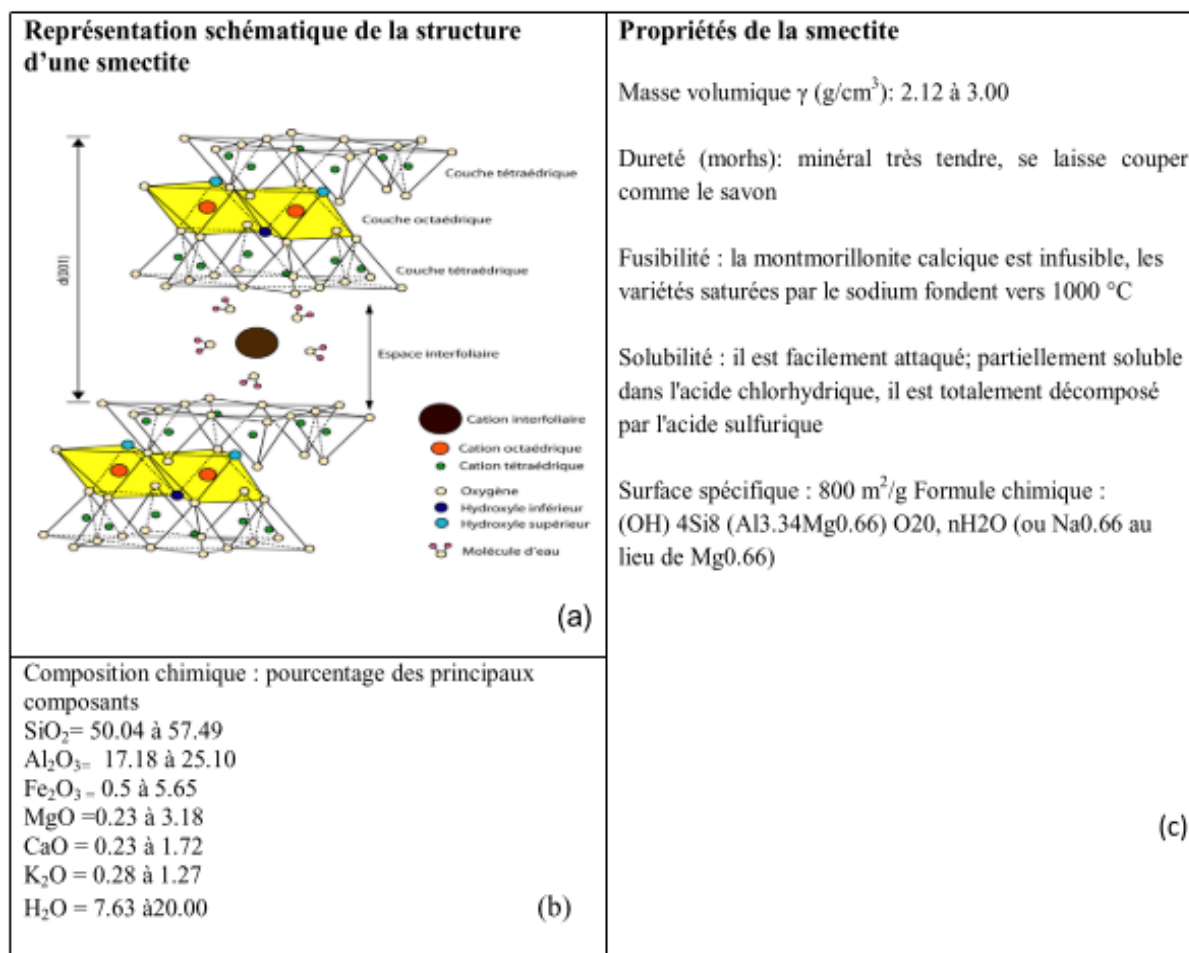 Représentation schématique de la structure
d’une smectite
d(001)
Couche tétraédrique
Couche octaédrique
Couche tétraédrique
Espace interfoliaire
Cation interfoliaire
Cation octaédrique
Cation tétraédrique
Oxygène
Hydroxyle inférieur
Hydroxyle supérieur
Molécule d'eau
(a)
Composition chimique : pourcentage des principaux
composants
SiO₂= 50.04 à 57.49
Al₂O₃₌ 17.18 à 25.10
Fe₂O₃ ₌ 0.5 à 5.65
MgO =0.23 à 3.18
CaO = 0.23 à 1.72
K₂O = 0.28 à 1.27
H₂O = 7.63 à20.00
(b)
Propriétés de la smectite
Masse volumique γ (g/cm³): 2.12 à 3.00
Dureté (morhs): minéral très tendre, se laisse couper
comme le savon
Fusibilité : la montmorillonite calcique est infusible, les
variétés saturées par le sodium fondent vers 1000 °C
Solubilité : il est facilement attaqué; partiellement soluble
dans l'acide chlorhydrique, il est totalement décomposé
par l'acide sulfurique
Surface spécifique : 800 m²/g Formule chimique :
(OH) 4Si8 (Al3.34Mg0.66) O20, nH2O (ou Na0.66 au
lieu de Mg0.66)
(c)